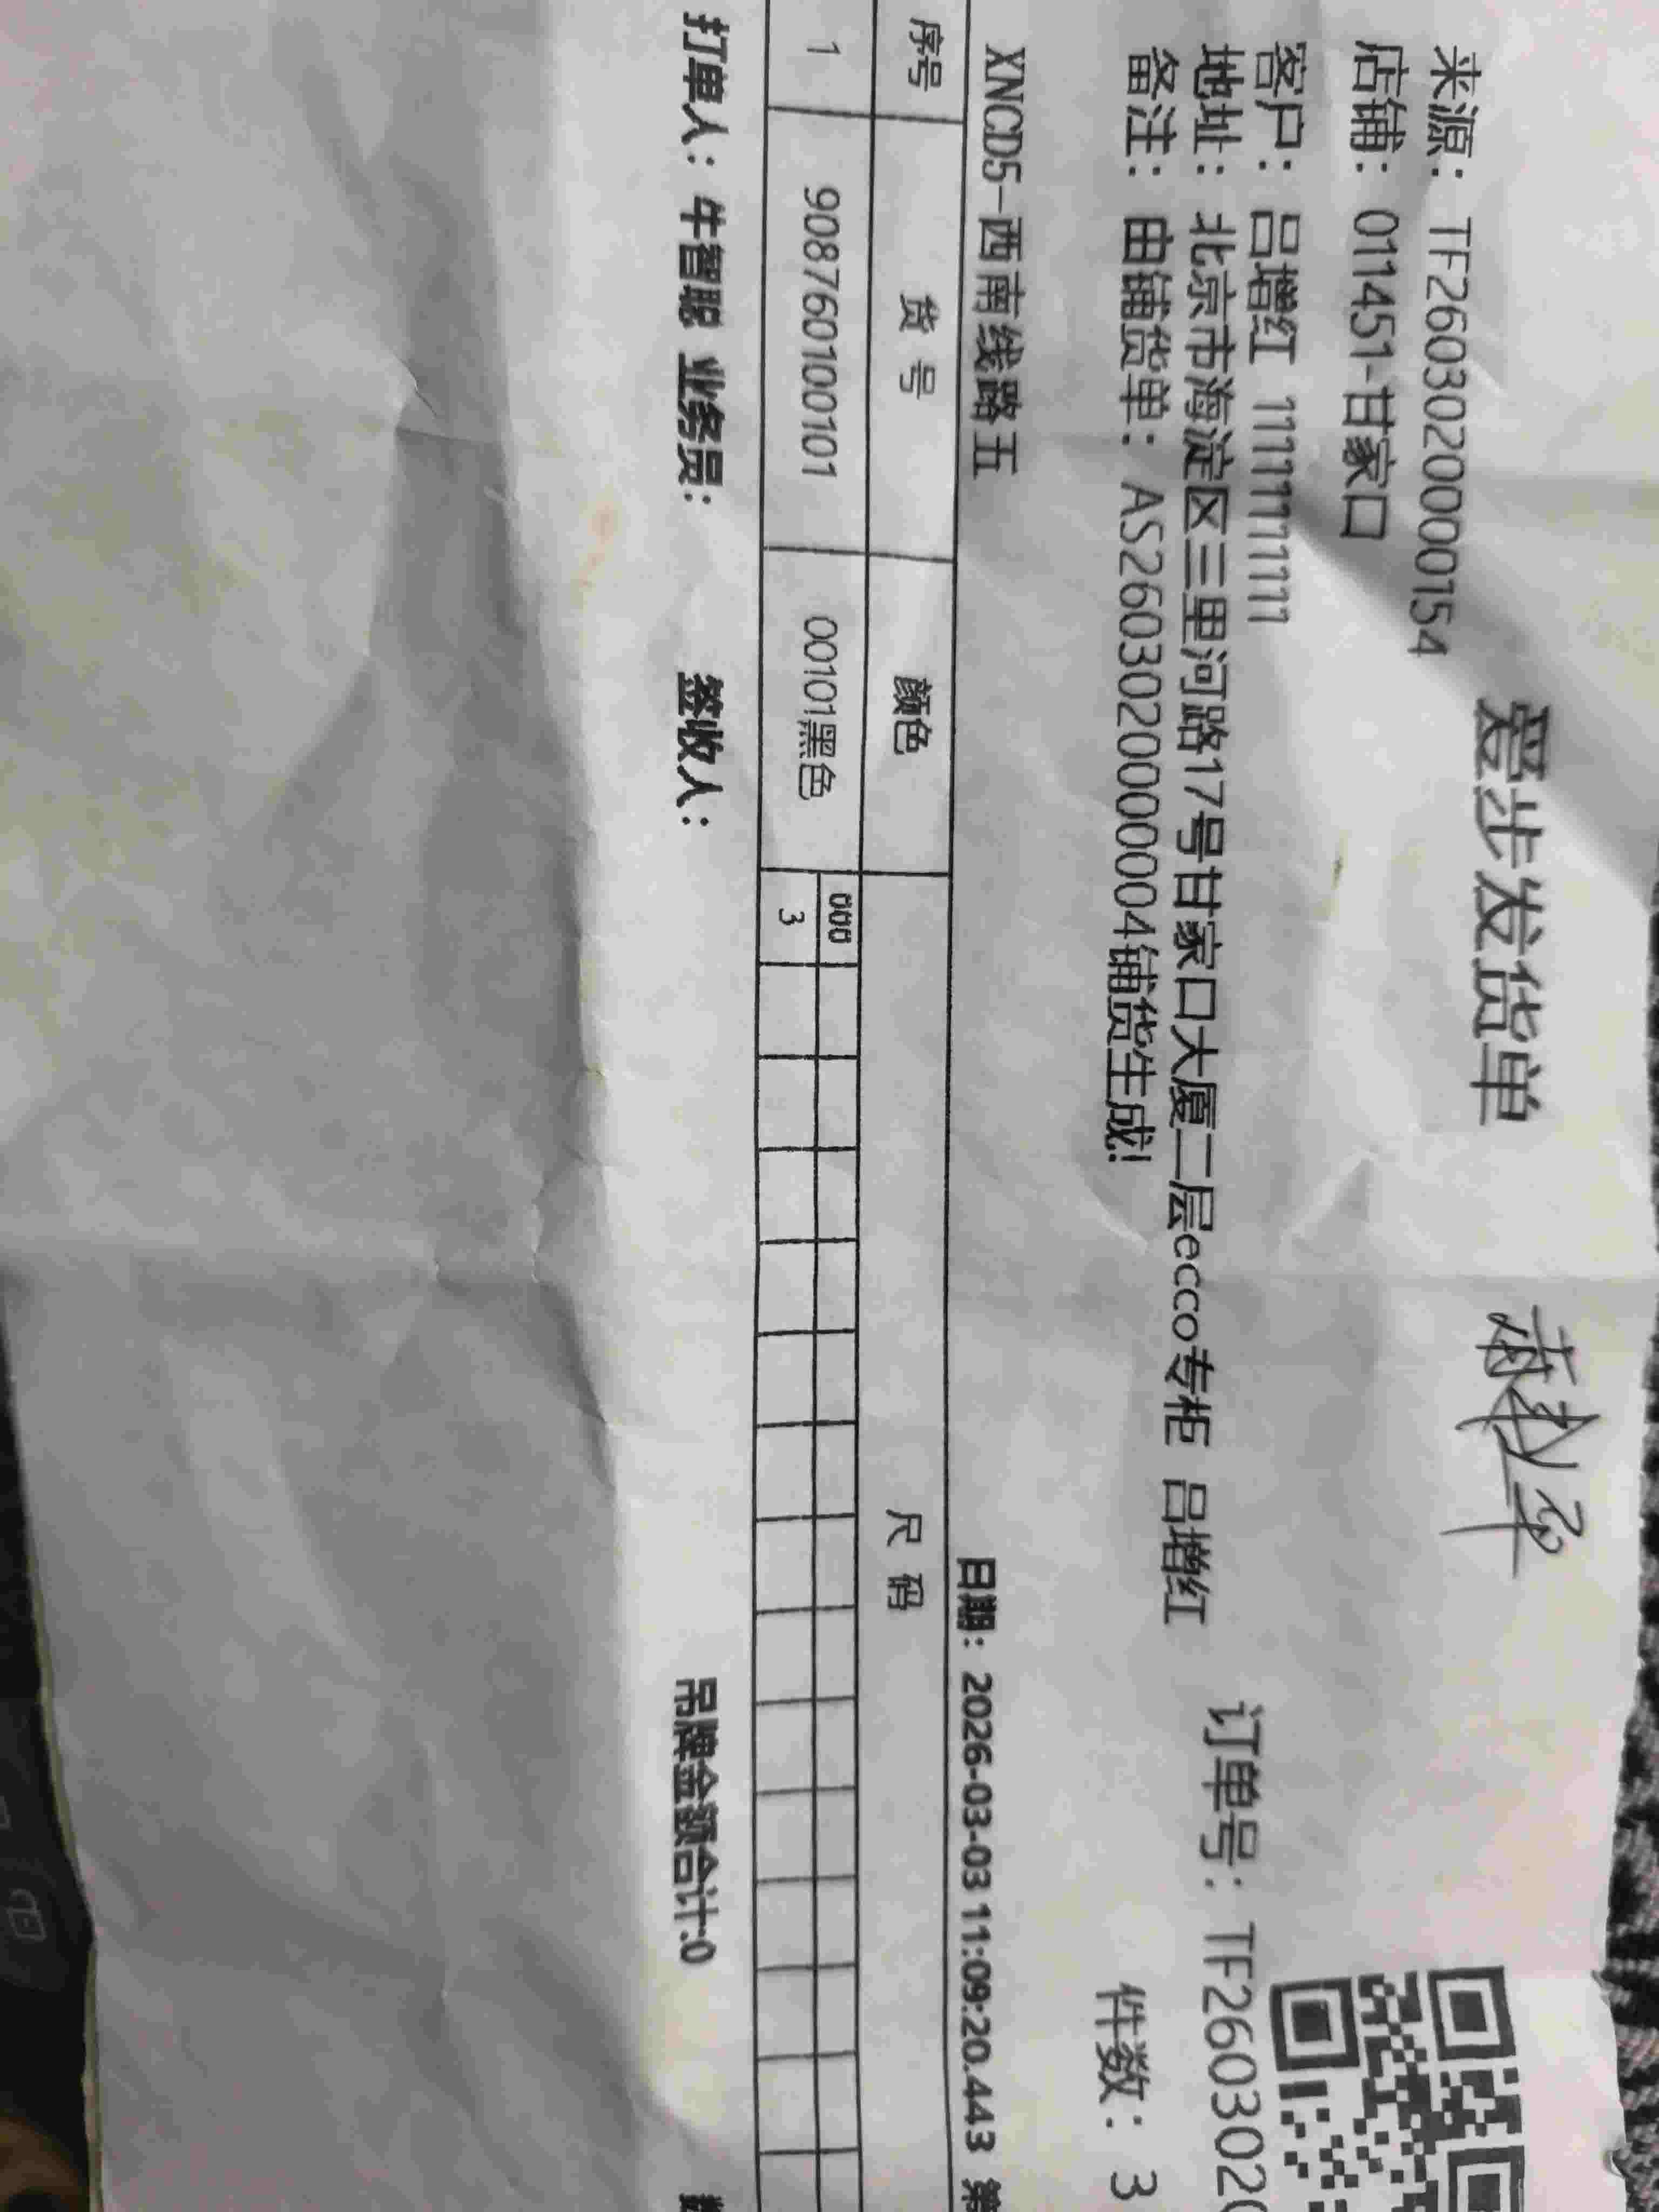 爱步发货单
来源：TF2603020000154
店铺：011451-甘家口
客户：吕增红 11111111111
订单号：TF2603020
地址：北京市海淀区三里河路17号甘家口大厦二层ecco专柜 吕增红
备注：由铺货单：AS26030200000004铺货生成!
件数：3
XNCD5-西南线路五
日期：2026-03-03 11:09:20.443 第
序号 货号 颜色 尺码
1 908760100101 00101黑色 000
3
打单人：牛智聪 业务员： 签收人： 吊牌金额合计:0 数